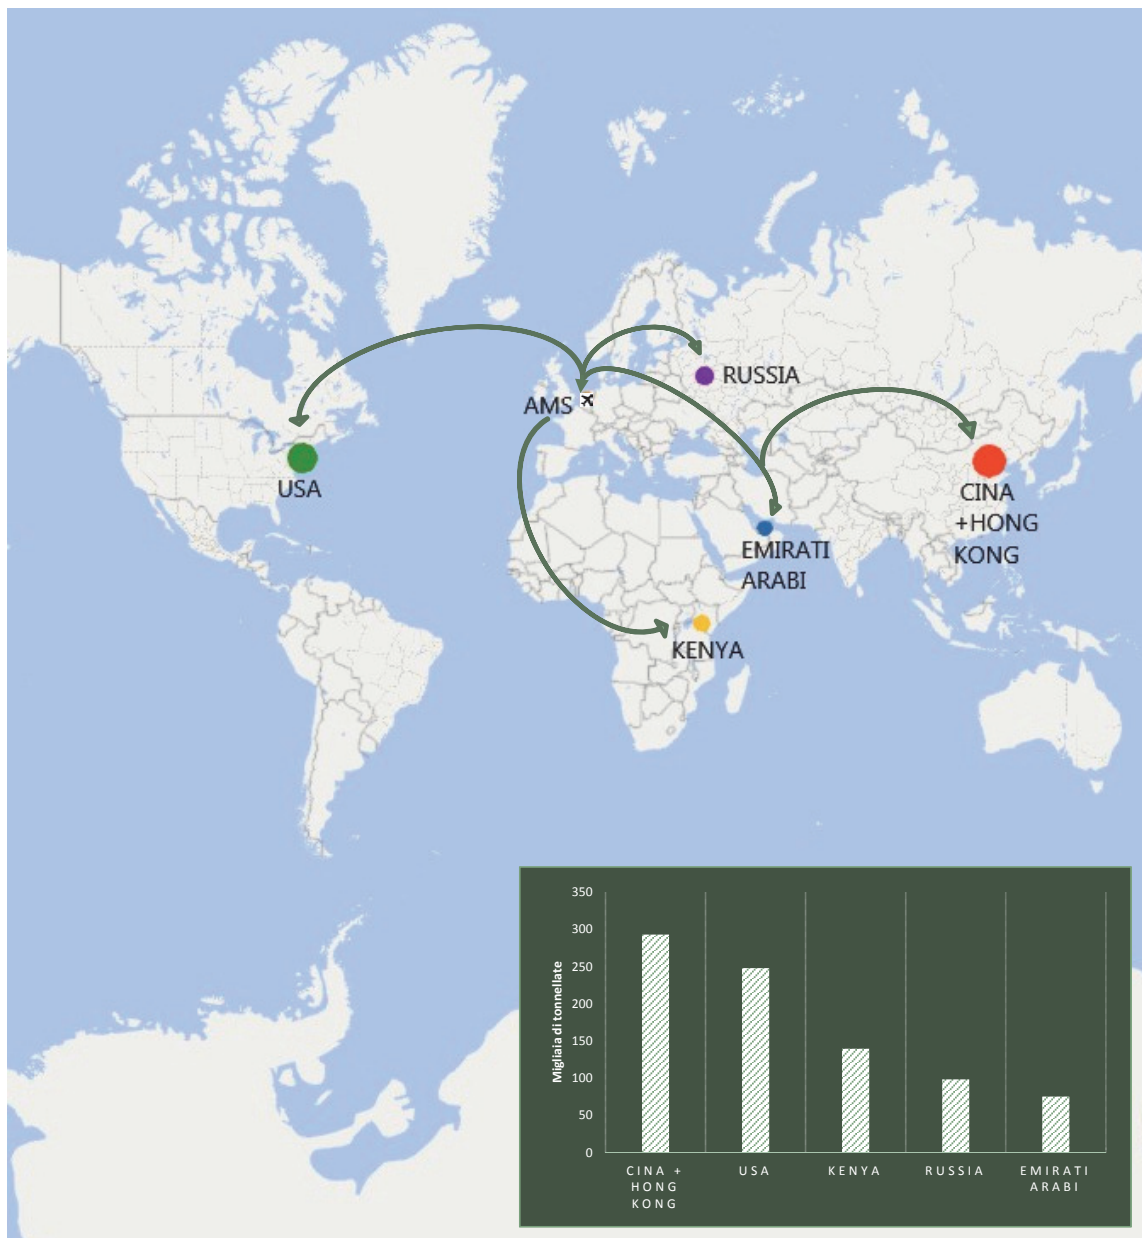 RUSSIA
AMS
USA
CINA
+HONG
KONG
EMIRATI
ARABI
KENYA
350
300
250
200
150
100
50
0
Migliaia di tonnellate
CINA +
HONG
KONG
USA
KENYA
RUSSIA
EMIRATI
ARABI